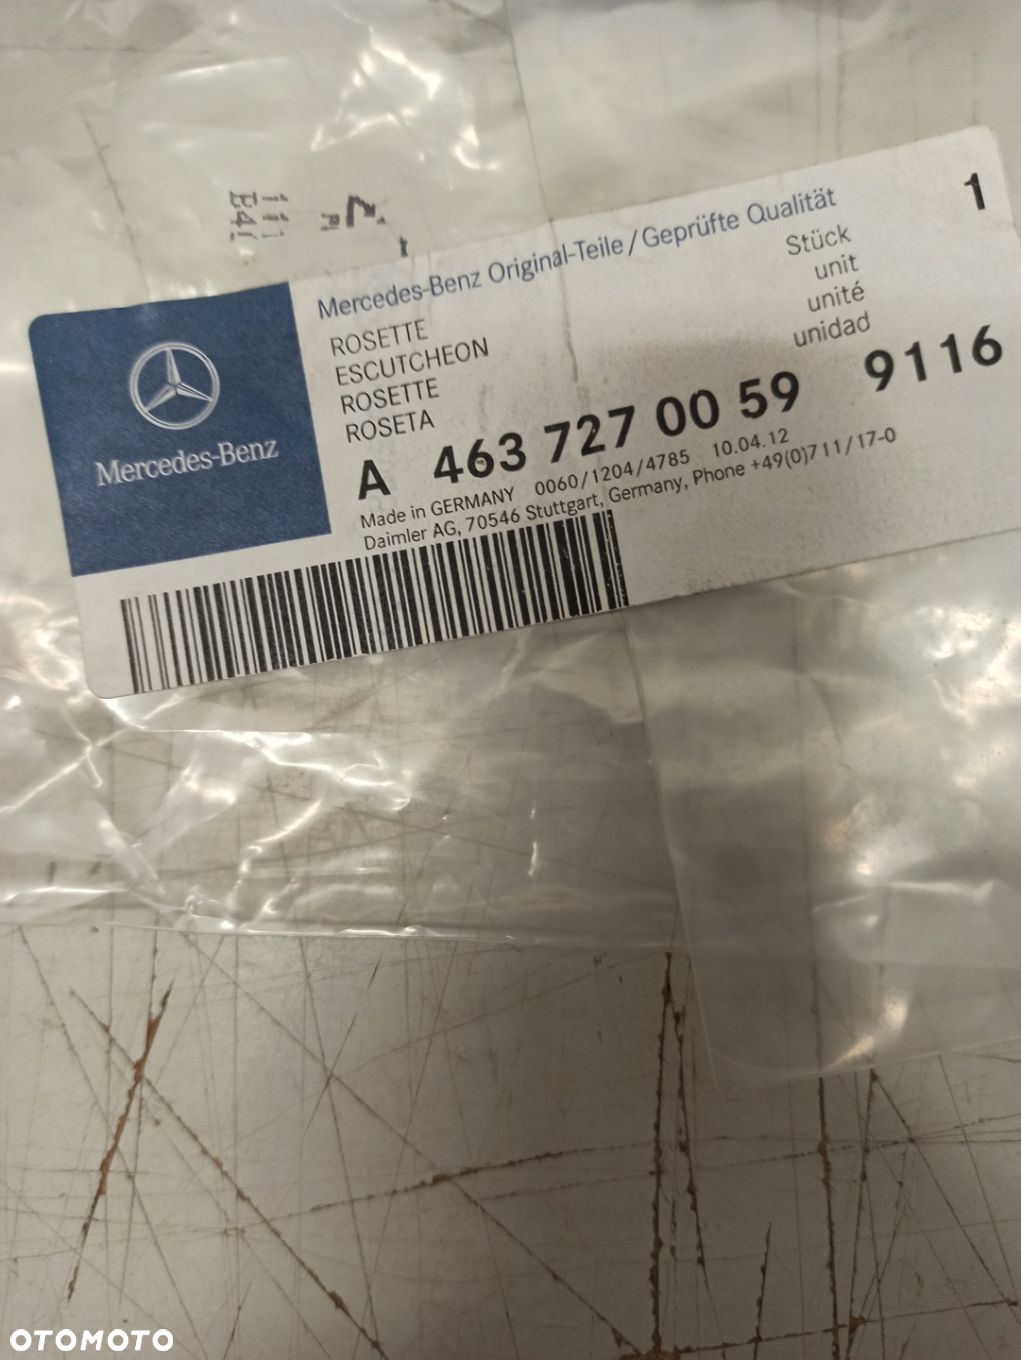 1
Mercedes-Benz Original-Teile/Geprüfte Qualität
Stück
unit
unité
unidad
ROSETTE
ESCUTCHEON
ROSETTE
ROSETA
Mercedes-Benz
A 463 727 00 59 9116
Made in GERMANY 0060/1204/4785 10.04.12
Daimler AG, 70546 Stuttgart, Germany, Phone +49(0)711/17-0
OTOMOTO